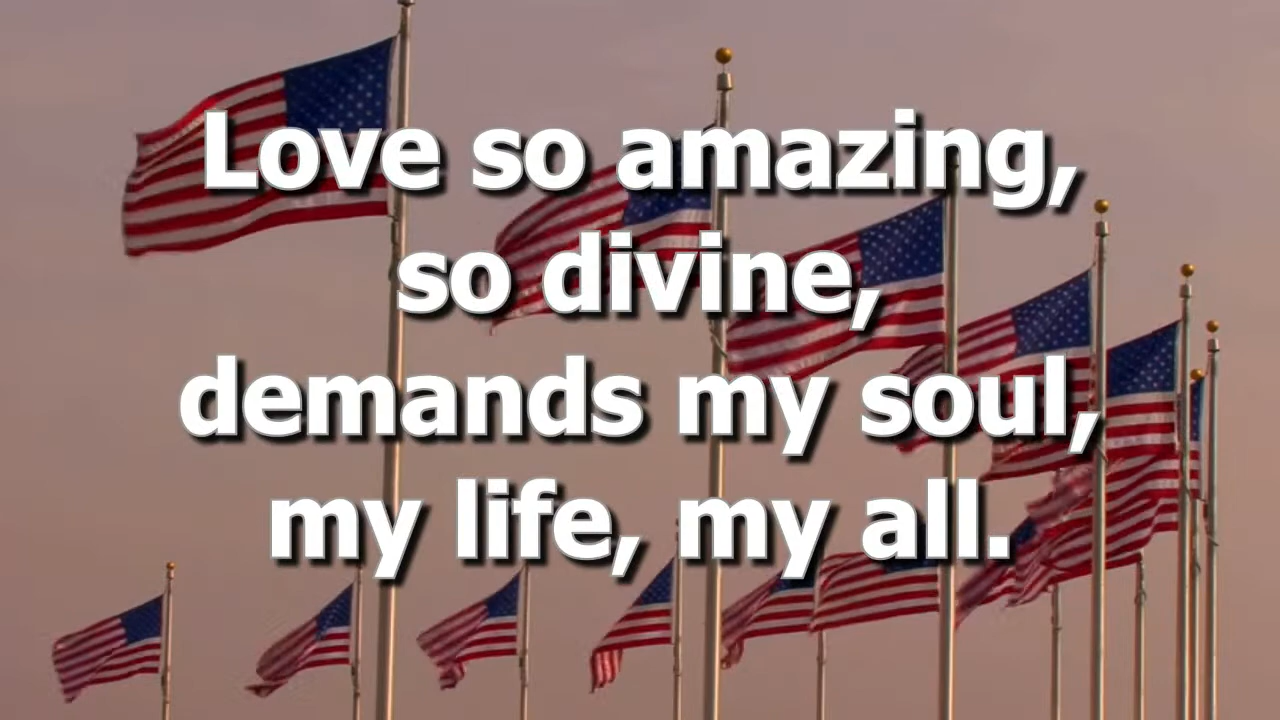 Love so amazing,
so divine,
demands my soul,
my life, my all.